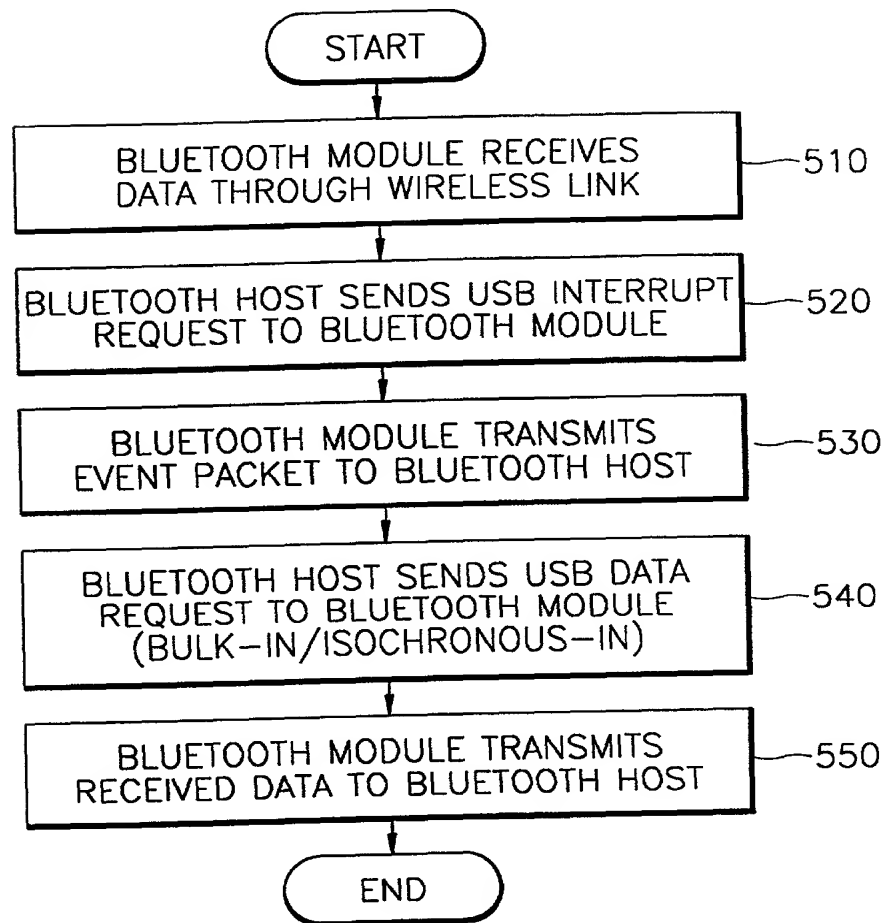 START
BLUETOOTH MODULE RECEIVES
DATA THROUGH WIRELESS LINK
510
BLUETOOTH HOST SENDS USB INTERRUPT
REQUEST TO BLUETOOTH MODULE
520
BLUETOOTH MODULE TRANSMITS
EVENT PACKET TO BLUETOOTH HOST
530
BLUETOOTH HOST SENDS USB DATA
REQUEST TO BLUETOOTH MODULE
(BULK-IN/ISOCHRONOUS-IN)
540
BLUETOOTH MODULE TRANSMITS
RECEIVED DATA TO BLUETOOTH HOST
550
END